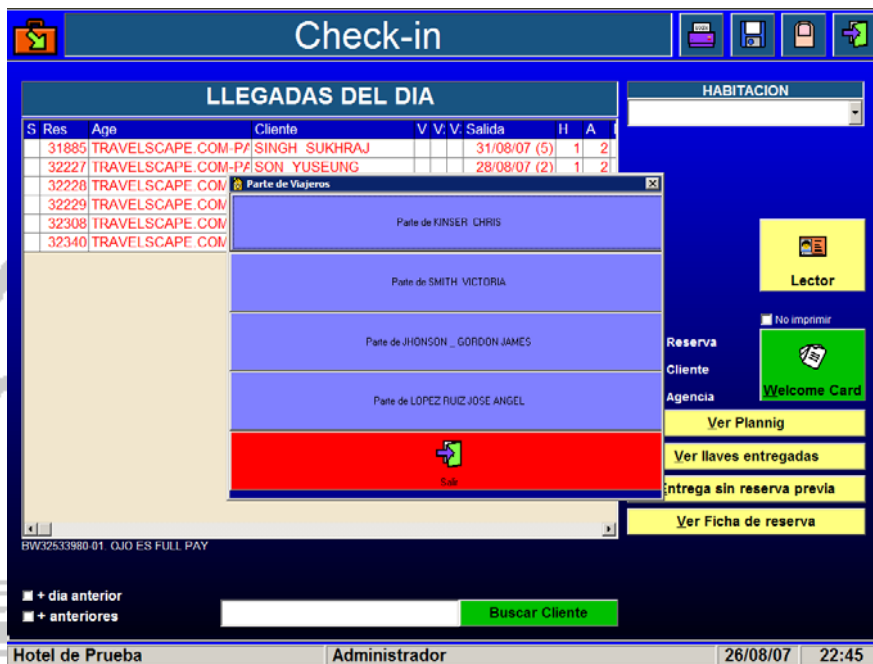 Check-in
LLEGADAS DEL DIA
HABITACION
S Res Age Cliente V V: V: Salida H A
31885 TRAVELSCAPE.COM-PA SINGH SUKHRAJ 31/08/07 (5) 1 2
32227 TRAVELSCAPE.COM-PA SON YUSEUNG 28/08/07 (2) 1 2
32228 TRAVELSCAPE.COM
32229 TRAVELSCAPE.COM
32308 TRAVELSCAPE.COM
32340 TRAVELSCAPE.COM
Parte de Viajeros
Parte de KINSER CHRIS
Parte de SMITH VICTORIA
Parte de JHONSON _ GORDON JAMES
Parte de LOPEZ RUIZ JOSE ANGEL
Salir
Lector
No imprimir
Reserva
Cliente
Agencia
Welcome Card
Ver Plannig
Ver llaves entregadas
Entrega sin reserva previa
Ver Ficha de reserva
BW32533980-01. OJO ES FULL PAY
+ dia anterior
+ anteriores
Buscar Cliente
Hotel de Prueba Administrador 26/08/07 22:45